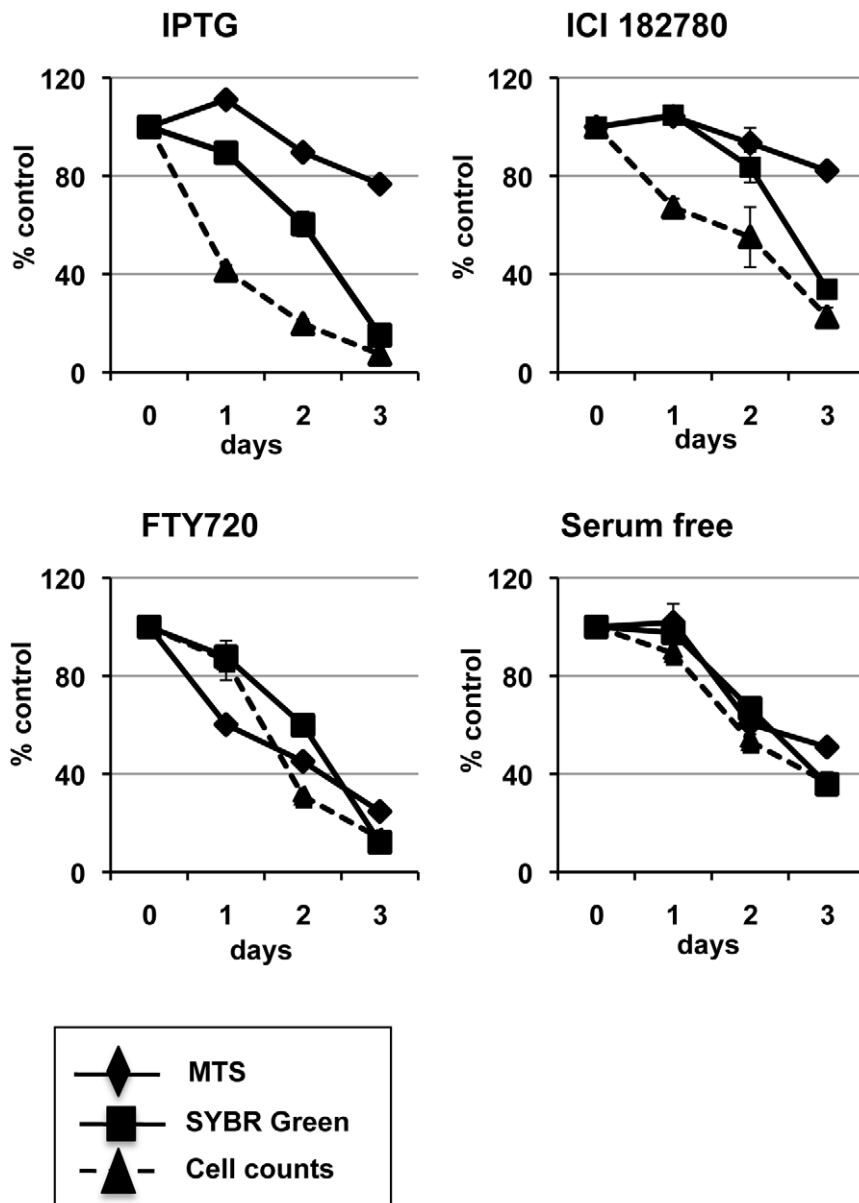 IPTG
120
80
40
0
% control
0 1 2 3
days
ICI 182780
120
80
40
0
% control
0 1 2 3
days
FTY720
120
80
40
0
% control
0 1 2 3
days
Serum free
120
80
40
0
% control
0 1 2 3
days
MTS
SYBR Green
Cell counts